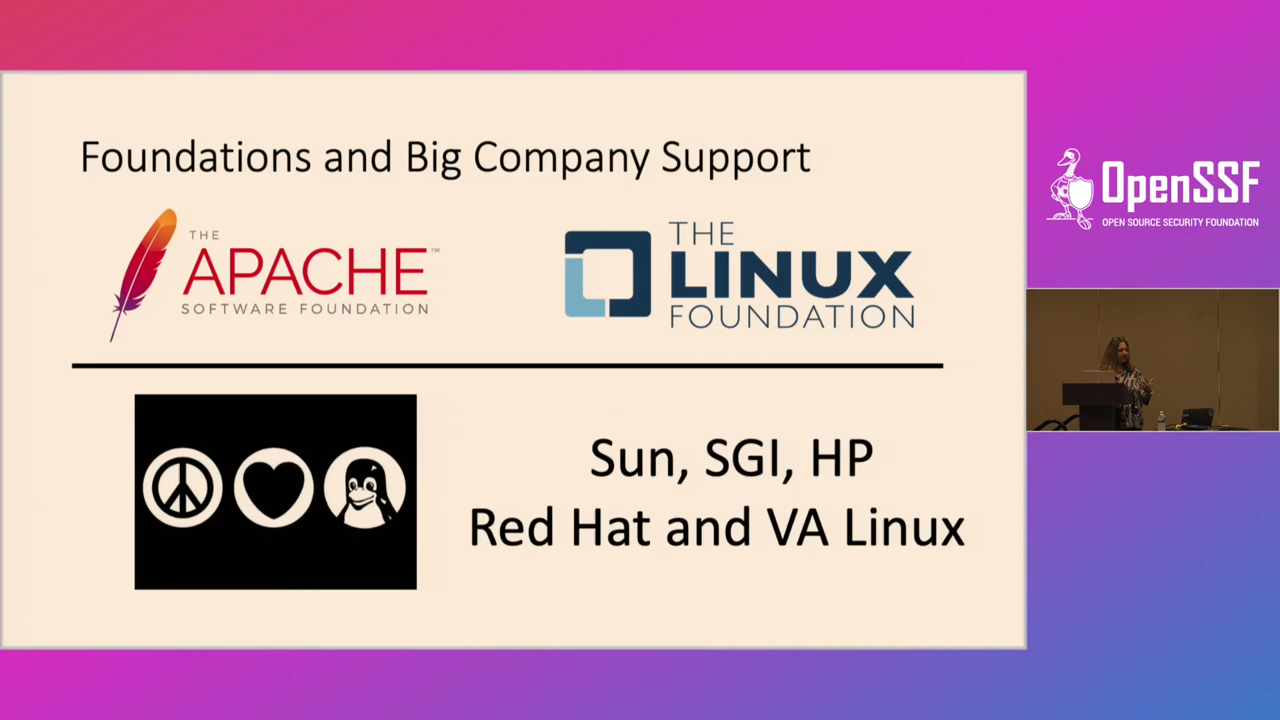 Foundations and Big Company Support
THE
APACHE™
SOFTWARE FOUNDATION
THE
LINUX
FOUNDATION
Sun, SGI, HP
Red Hat and VA Linux
OpenSSF
OPEN SOURCE SECURITY FOUNDATION